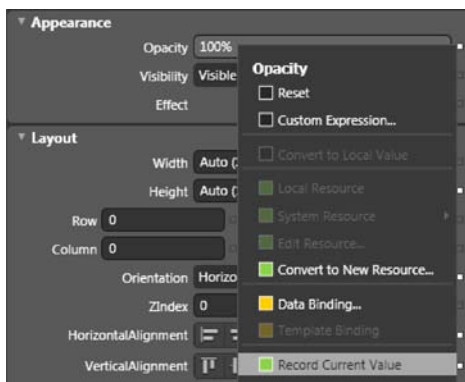 Appearance
Opacity 100%
Visibility Visible
Effect
Layout
Width Auto (
Height Auto (
Row 0
Column 0
Orientation Horizo
ZIndex 0
HorizontalAlignment
VerticalAlignment
Opacity
Reset
Custom Expression...
Convert to Local Value
Local Resource
System Resource
Edit Resource...
Convert to New Resource...
Data Binding...
Template Binding
Record Current Value